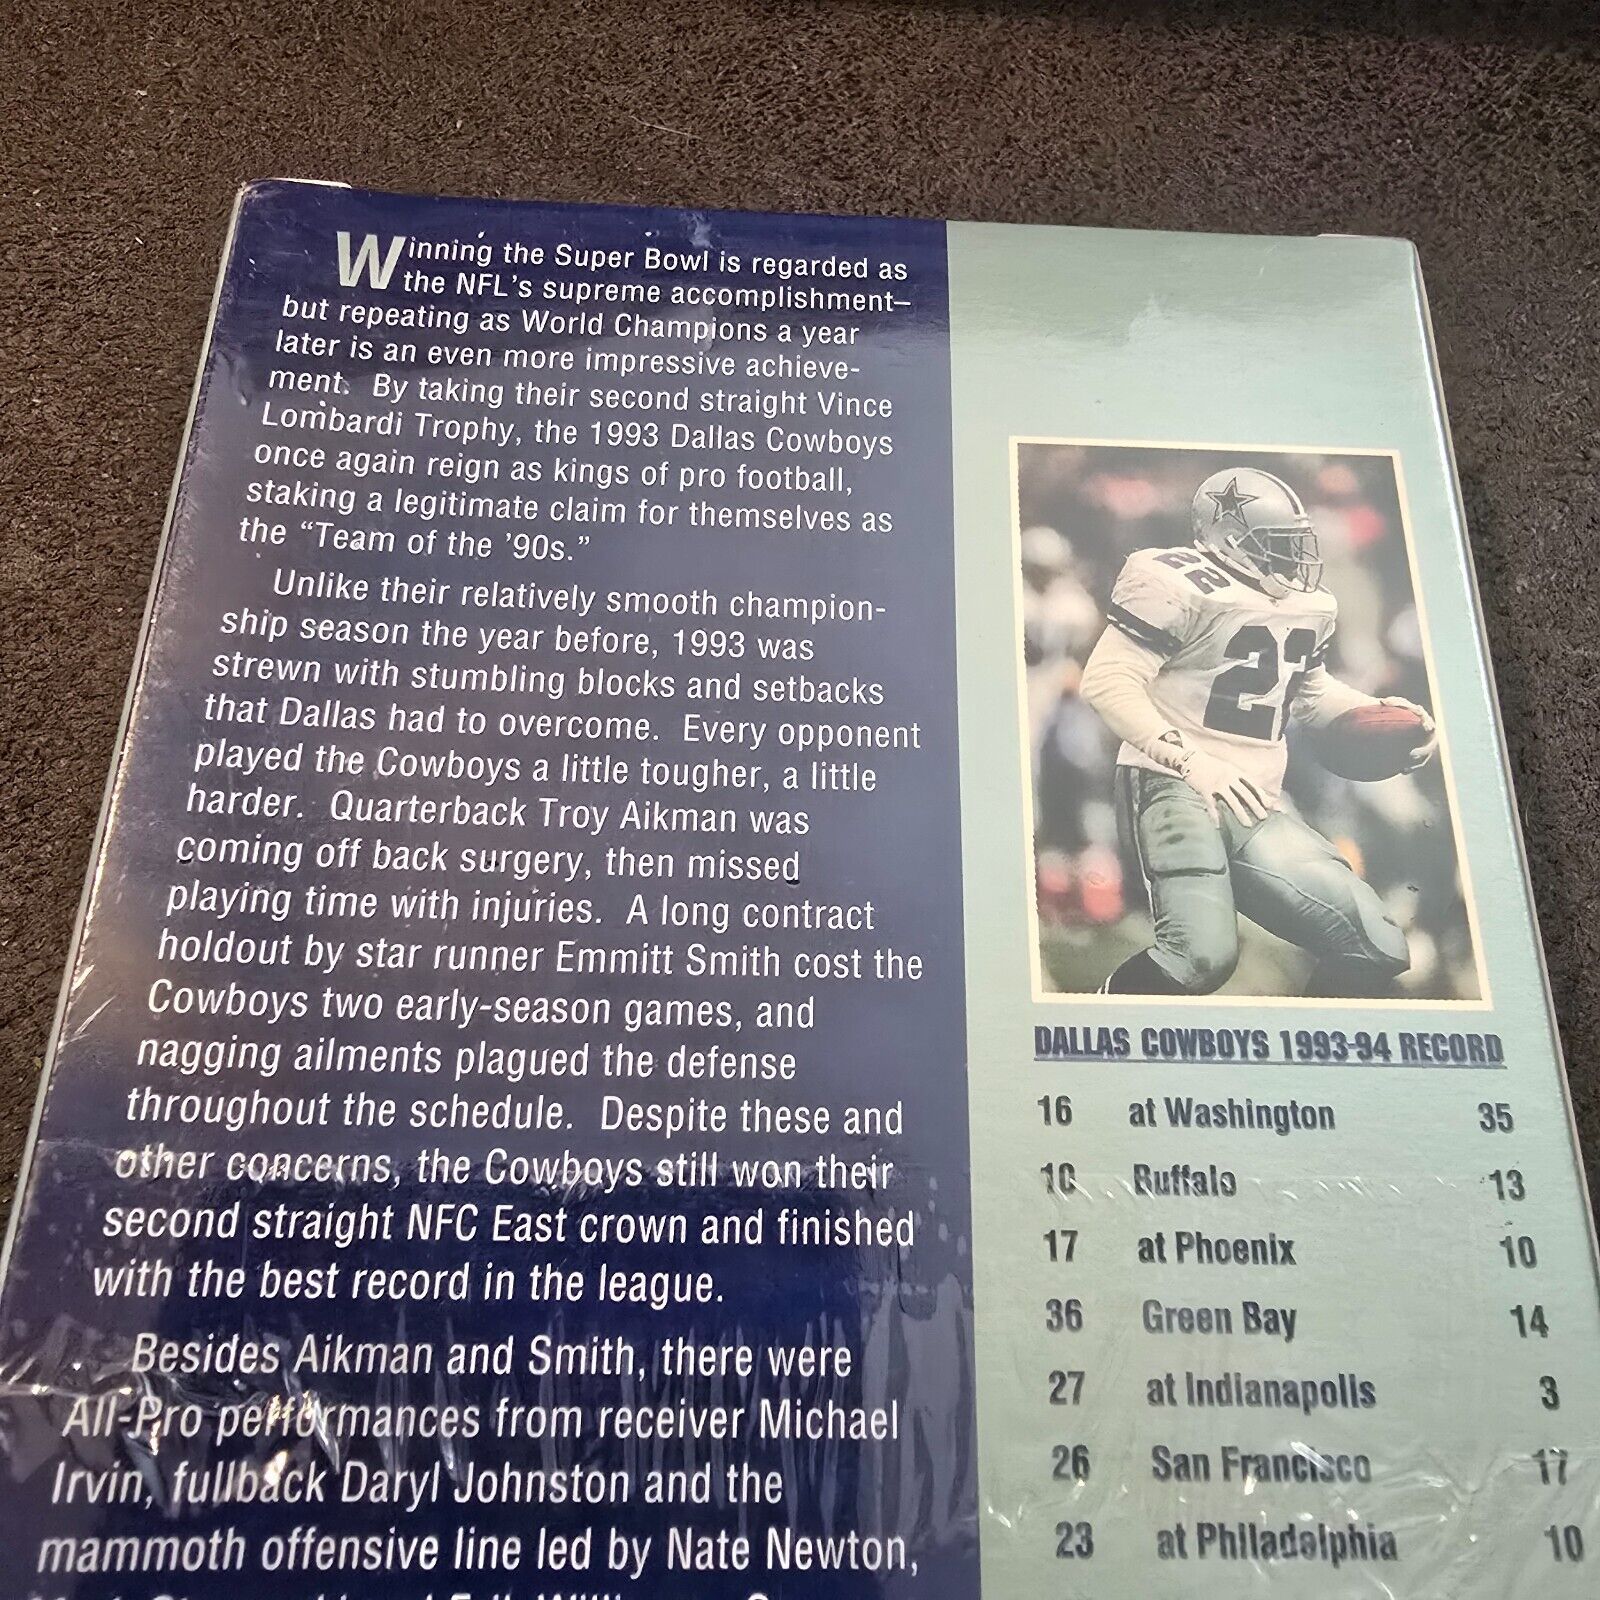 Winning the Super Bowl is regarded as
the NFL's supreme accomplishment–
but repeating as World Champions a year
later is an even more impressive achieve-
ment. By taking their second straight Vince
Lombardi Trophy, the 1993 Dallas Cowboys
once again reign as kings of pro football,
staking a legitimate claim for themselves as
the "Team of the '90s."
Unlike their relatively smooth champion-
ship season the year before, 1993 was
strewn with stumbling blocks and setbacks
that Dallas had to overcome. Every opponent
played the Cowboys a little tougher, a little
harder. Quarterback Troy Aikman was
coming off back surgery, then missed
playing time with injuries. A long contract
holdout by star runner Emmitt Smith cost the
Cowboys two early-season games, and
nagging ailments plagued the defense
throughout the schedule. Despite these and
other concerns, the Cowboys still won their
second straight NFC East crown and finished
with the best record in the league.
Besides Aikman and Smith, there were
All-Pro performances from receiver Michael
Irvin, fullback Daryl Johnston and the
mammoth offensive line led by Nate Newton,
22
22
DALLAS COWBOYS 1993-94 RECORD
16 at Washington 35
10 Buffalo 13
17 at Phoenix 10
36 Green Bay 14
27 at Indianapolis 3
26 San Francisco 17
23 at Philadelphia 10